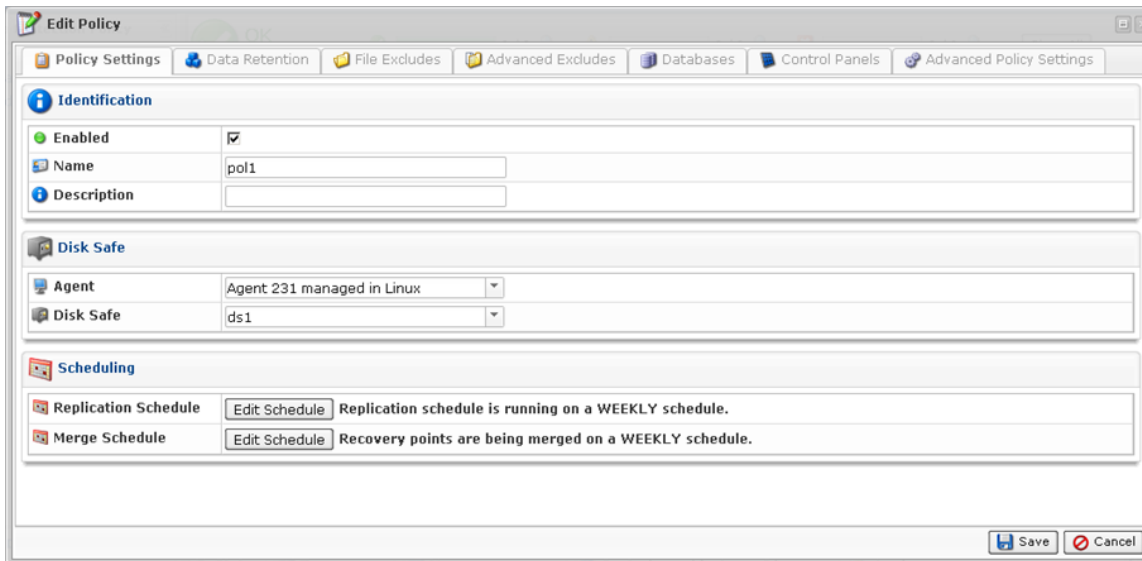 Edit Policy
Policy Settings Data Retention File Excludes Advanced Excludes Databases Control Panels Advanced Policy Settings
Identification
Enabled
Name pol1
Description
Disk Safe
Agent Agent 231 managed in Linux
Disk Safe ds1
Scheduling
Replication Schedule Edit Schedule Replication schedule is running on a WEEKLY schedule.
Merge Schedule Edit Schedule Recovery points are being merged on a WEEKLY schedule.
Save Cancel